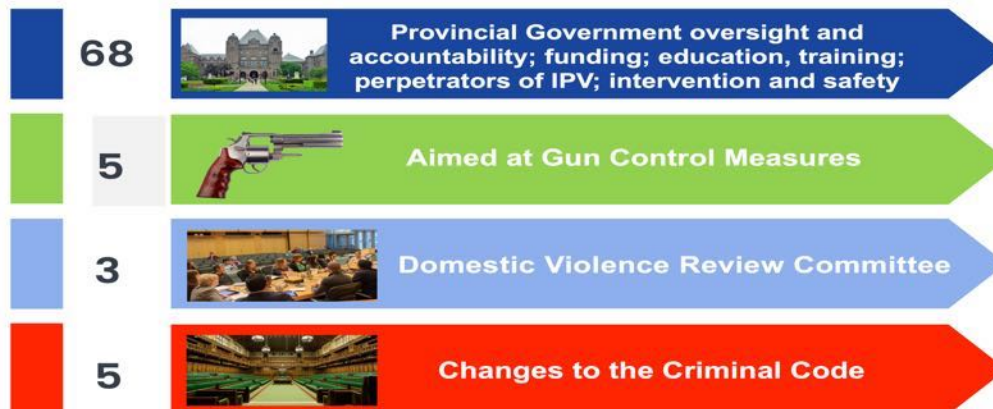 68
Provincial Government oversight and
accountability; funding; education, training;
perpetrators of IPV; intervention and safety
5
Aimed at Gun Control Measures
3
Domestic Violence Review Committee
5
Changes to the Criminal Code